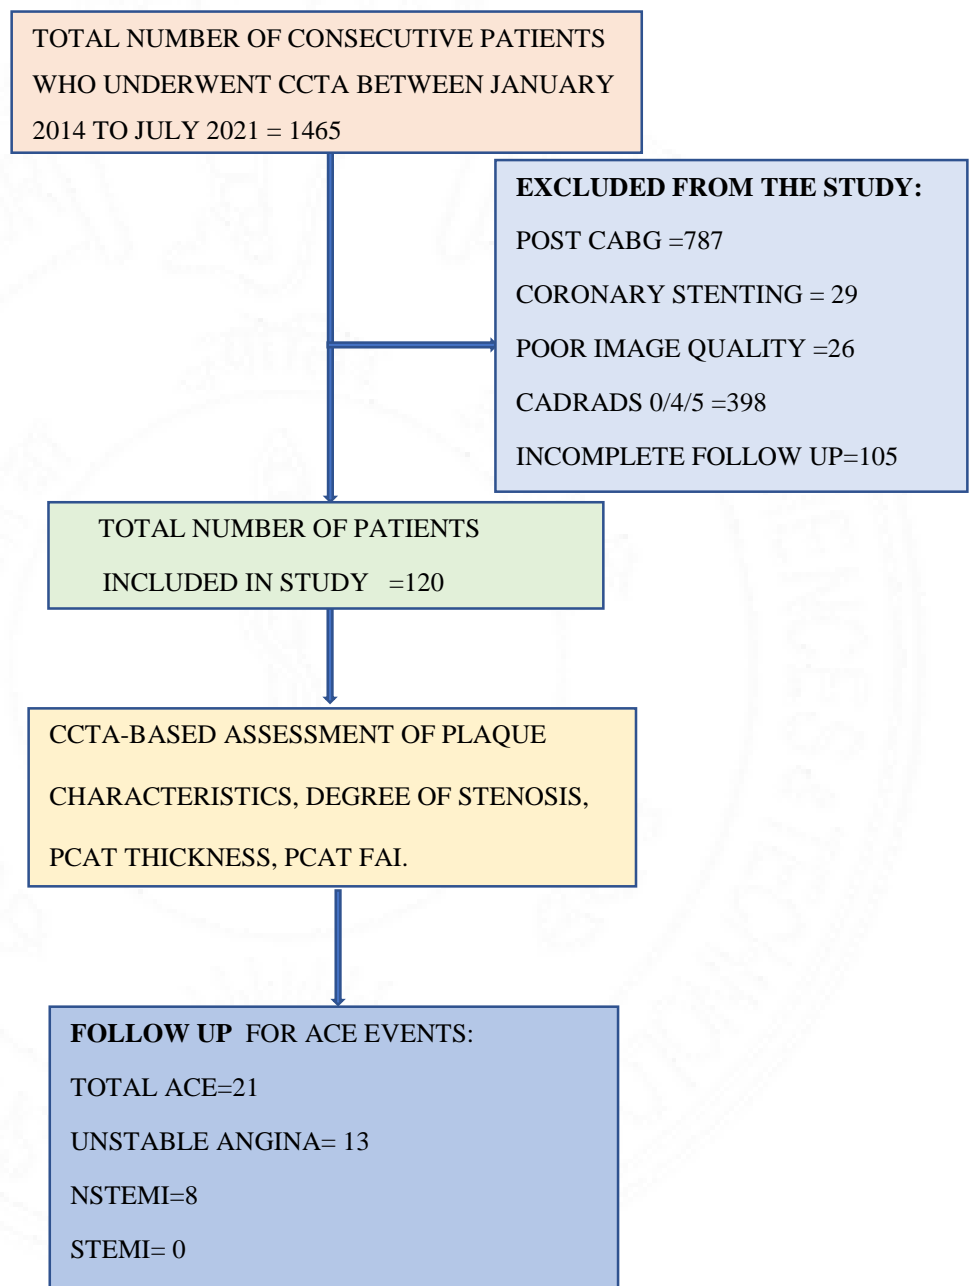 TOTAL NUMBER OF CONSECUTIVE PATIENTS
WHO UNDERWENT CCTA BETWEEN JANUARY
2014 TO JULY 2021 = 1465
EXCLUDED FROM THE STUDY:
POST CABG =787
CORONARY STENTING = 29
POOR IMAGE QUALITY =26
CADRADS 0/4/5 =398
INCOMPLETE FOLLOW UP=105
TOTAL NUMBER OF PATIENTS
INCLUDED IN STUDY =120
CCTA-BASED ASSESSMENT OF PLAQUE
CHARACTERISTICS, DEGREE OF STENOSIS,
PCAT THICKNESS, PCAT FAI.
FOLLOW UP FOR ACE EVENTS:
TOTAL ACE=21
UNSTABLE ANGINA= 13
NSTEMI=8
STEMI= 0